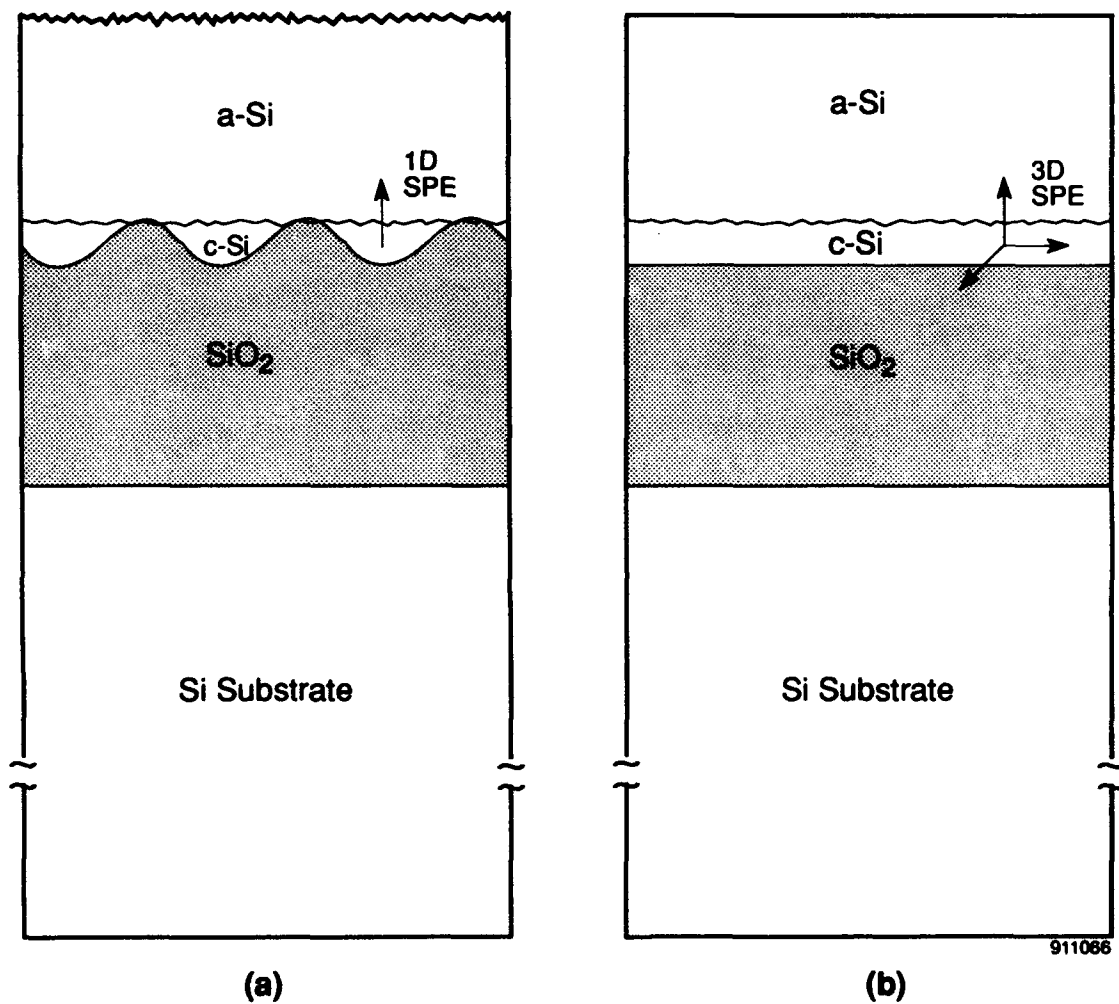 a-Si
1D
SPE
c-Si
SiO2
Si Substrate
(a)
a-Si
3D
SPE
c-Si
SiO2
Si Substrate
911066
(b)